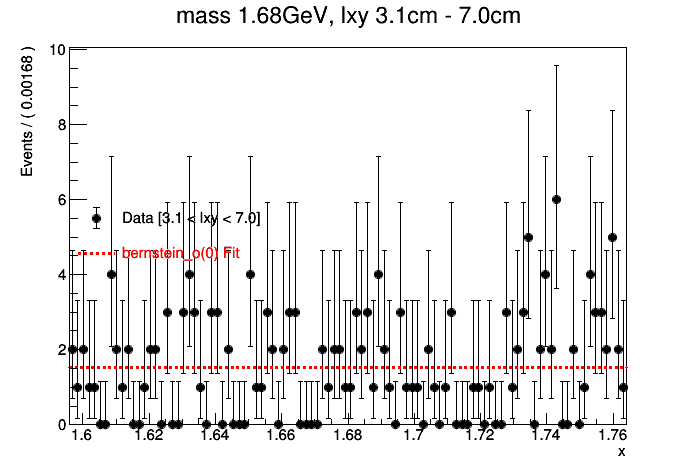 mass 1.68GeV, lxy 3.1cm - 7.0cm
Events / ( 0.00168 )
10
8
6
4
2
0
Data [3.1 < lxy < 7.0]
bernstein_o(0) Fit
1.6 1.62 1.64 1.66 1.68 1.7 1.72 1.74 1.76
x